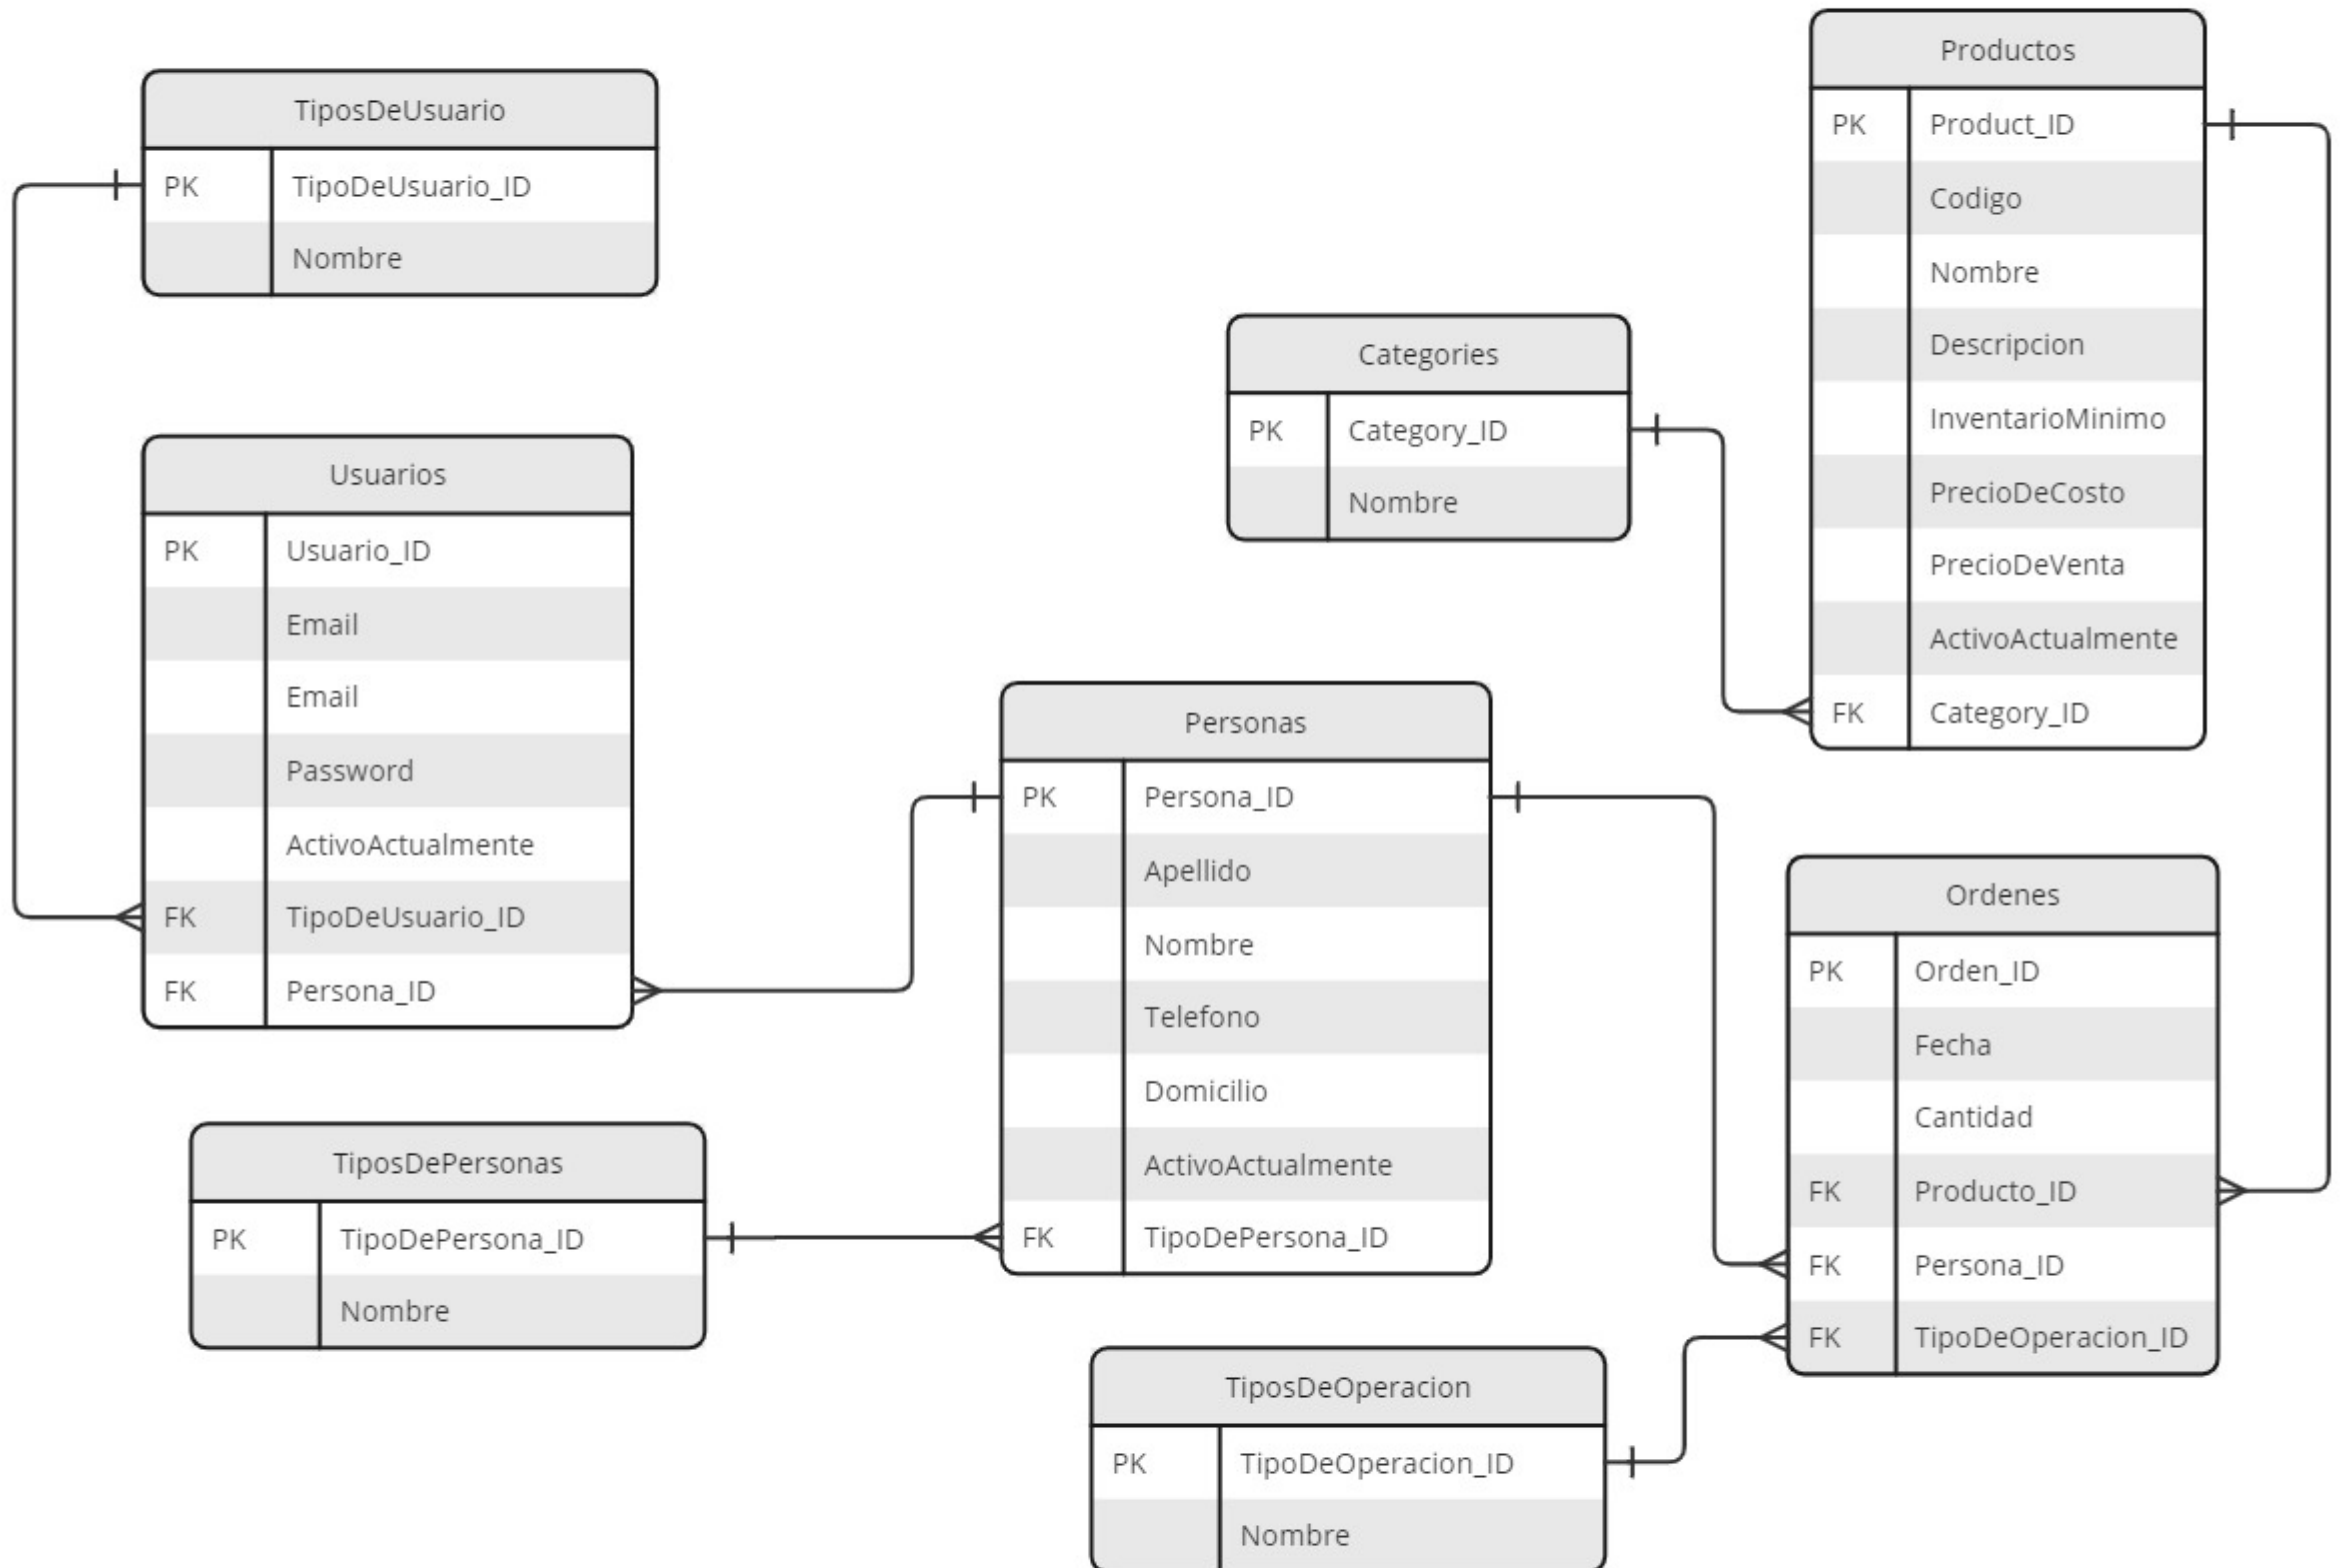 TiposDeUsuario
PK TipoDeUsuario_ID
Nombre
Usuarios
PK Usuario_ID
Email
Email
Password
ActivoActualmente
FK TipoDeUsuario_ID
FK Persona_ID
TiposDePersonas
PK TipoDePersona_ID
Nombre
Categories
PK Category_ID
Nombre
Personas
PK Persona_ID
Apellido
Nombre
Telefono
Domicilio
ActivoActualmente
FK TipoDePersona_ID
TiposDeOperacion
PK TipoDeOperacion_ID
Nombre
Productos
PK Product_ID
Codigo
Nombre
Descripcion
InventarioMinimo
PrecioDeCosto
PrecioDeVenta
ActivoActualmente
FK Category_ID
Ordenes
PK Orden_ID
Fecha
Cantidad
FK Producto_ID
FK Persona_ID
FK TipoDeOperacion_ID